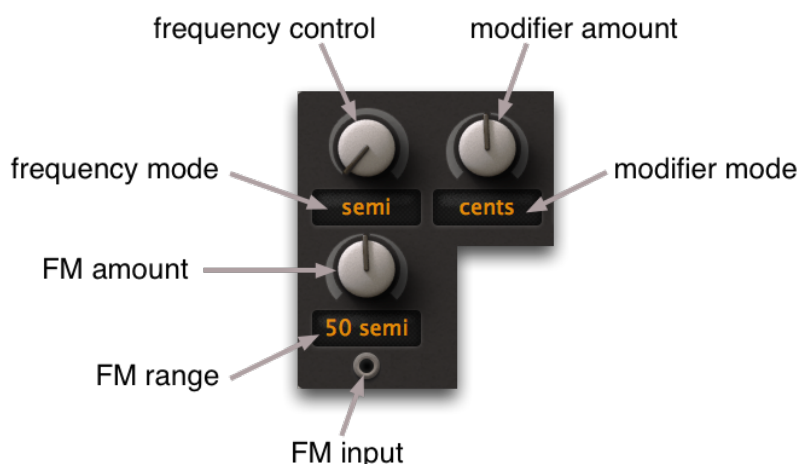 frequency control
modifier amount
frequency mode
semi
cents
modifier mode
FM amount
50 semi
FM range
FM input